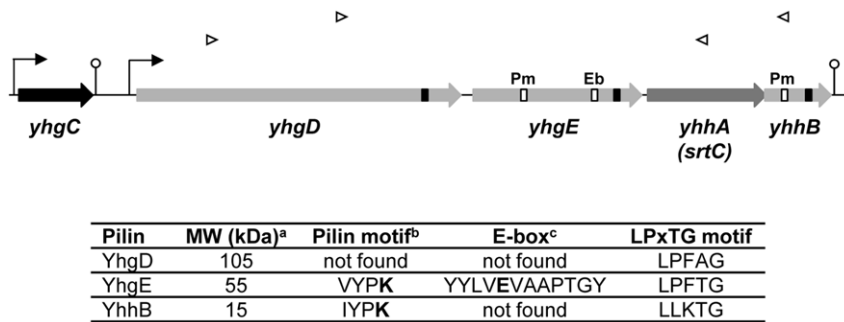 Pm Eb Pm
yhgC yhgD yhgE yhhA yhhB
(srtC)
Pilin MW (kDa)a Pilin motifb E-boxc LPxTG motif
YhgD 105 not found not found LPFAG
YhgE 55 VYPK YYLVEVAAPTGY LPFTG
YhhB 15 IYPK not found LLKTG